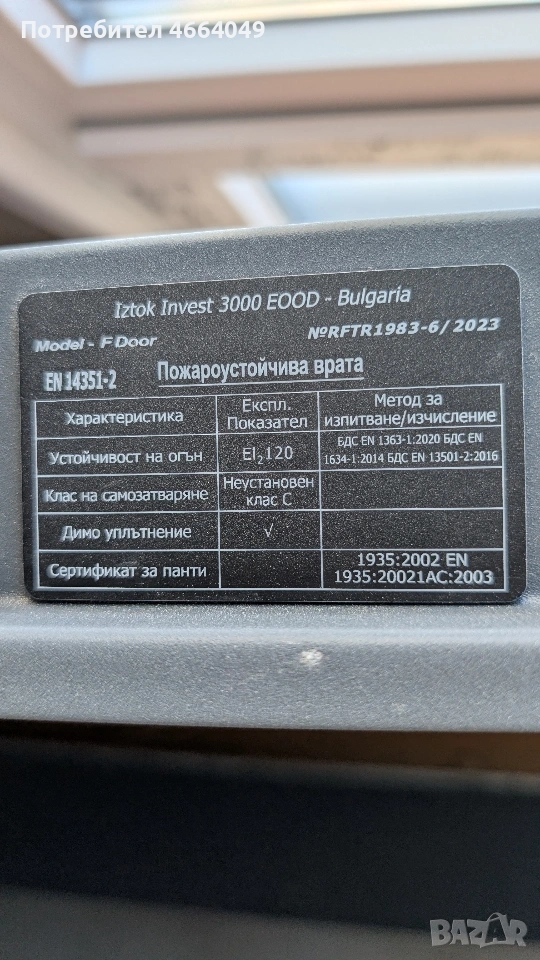 Потребител 4664049
Iztok Invest 3000 EOOD - Bulgaria
Model - F Door
№RFTR1983-6/2023
EN 14351-2
Пожароустойчива врата
Характеристика
Експл. Показател
Метод за изпитване/изчисление
Устойчивост на огън
EI₂120
БДС EN 1363-1:2020 БДС EN
1634-1:2014 БДС EN 13501-2:2016
Клас на самозатваряне
Неустановен
клас C
Димо уплътнение
√
Сертификат за панти
1935:2002 EN
1935:20021AC:2003
BAZAR